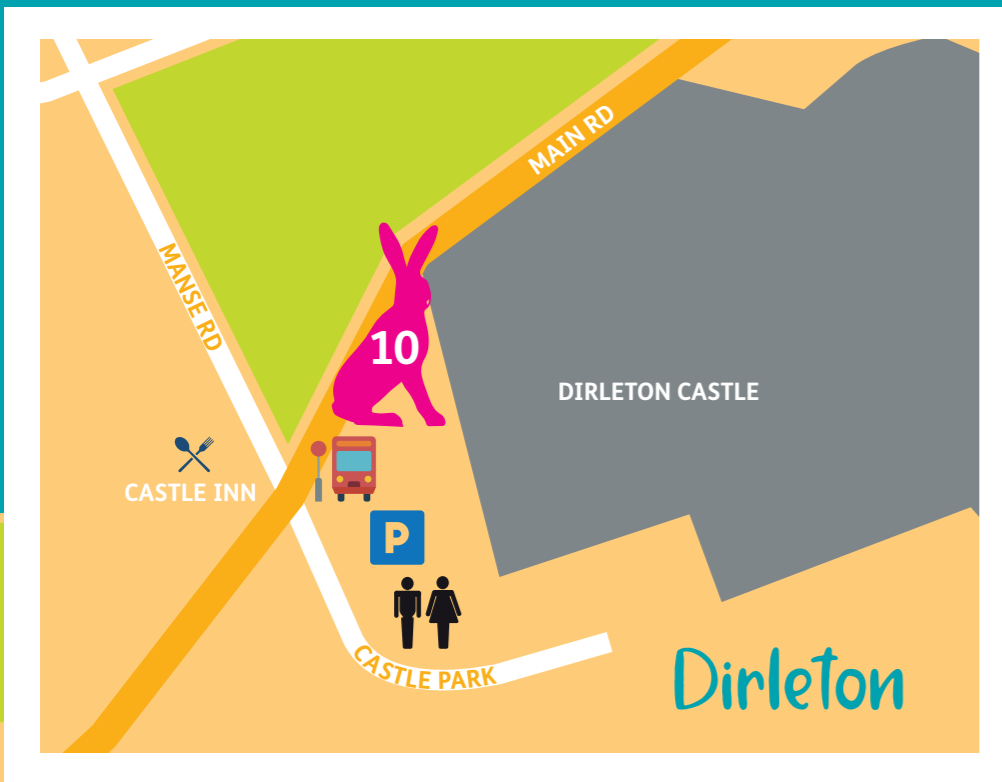 MAIN RD
MANSE RD
10
DIRLETON CASTLE
CASTLE INN
P
CASTLE PARK
Dirleton